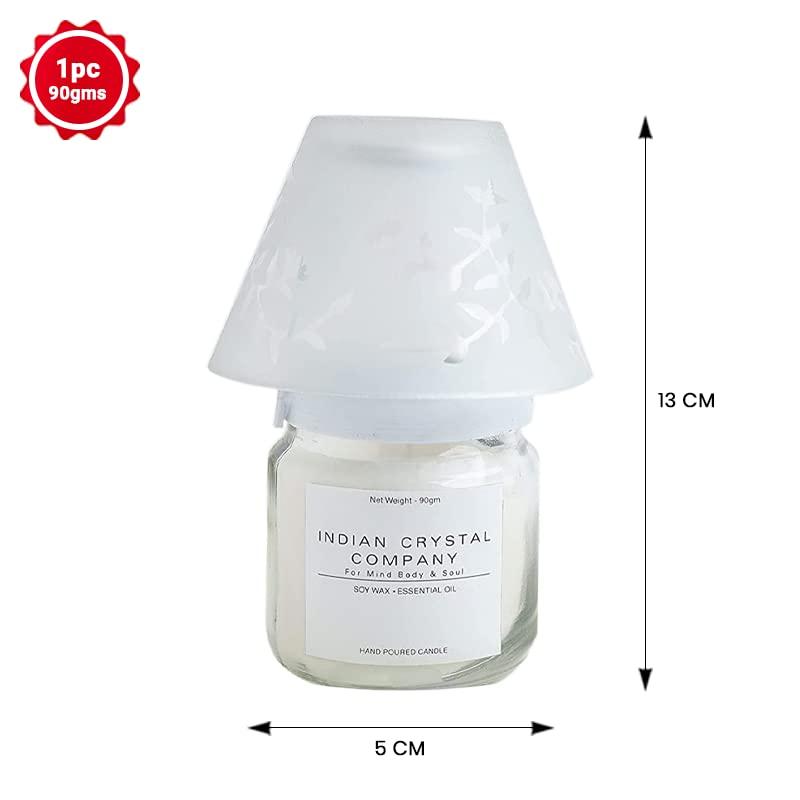 1pc
90gms
13 CM
Net Weight - 90gm
INDIAN CRYSTAL
COMPANY
For Mind Body & Soul
SOY WAX • ESSENTIAL OIL
HAND POURED CANDLE
5 CM